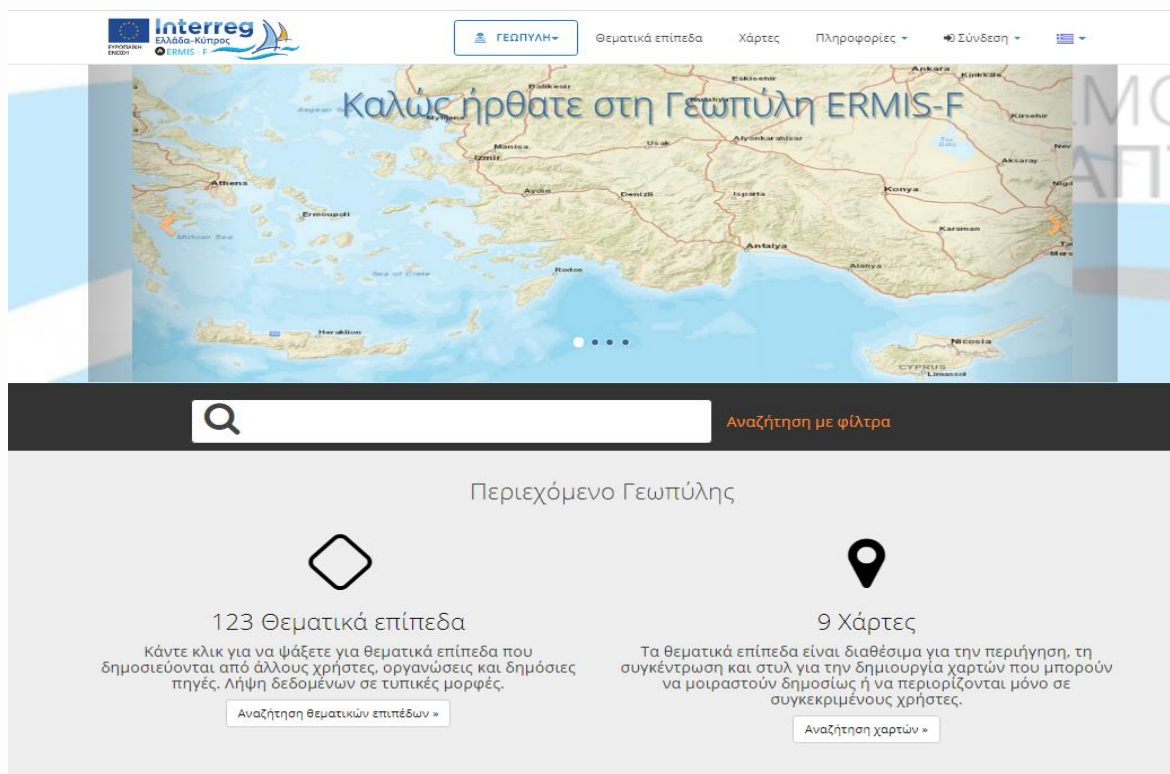 Interreg
ΕΥΡΩΠΑΪΚΗ ΕΝΩΣΗ
Ελλάδα-Κύπρος
ERMIS - F
ΓΕΩΠΥΛΗ
Θεματικά επίπεδα
Χάρτες
Πληροφορίες
Σύνδεση
Καλώς ήρθατε στη Γεωπύλη ERMIS-F
Ankara
Kirikkale
Eskisehir
Balikesir
Kirsehir
Manisa
Usak
Afyonkarahisar
Izmir
Aksaray
Athens
Aydin
Denizli
Isparta
Konya
Ermoupoli
Karaman
Mirtoan Sea
Antalya
Sea of Crete
Rodos
Alanya
Heraklion
Nicosia
CYPRUS
Limassol
Αναζήτηση με φίλτρα
Περιεχόμενο Γεωπύλης
123 Θεματικά επίπεδα
Κάντε κλικ για να ψάξετε για θεματικά επίπεδα που
δημοσιεύονται από άλλους χρήστες, οργανώσεις και δημόσιες
πηγές. Λήψη δεδομένων σε τυπικές μορφές.
Αναζήτηση θεματικών επιπέδων »
9 Χάρτες
Τα θεματικά επίπεδα είναι διαθέσιμα για την περιήγηση, τη
συγκέντρωση και στυλ για την δημιουργία χαρτών που μπορούν
να μοιραστούν δημοσίως ή να περιορίζονται μόνο σε
συγκεκριμένους χρήστες.
Αναζήτηση χαρτών »